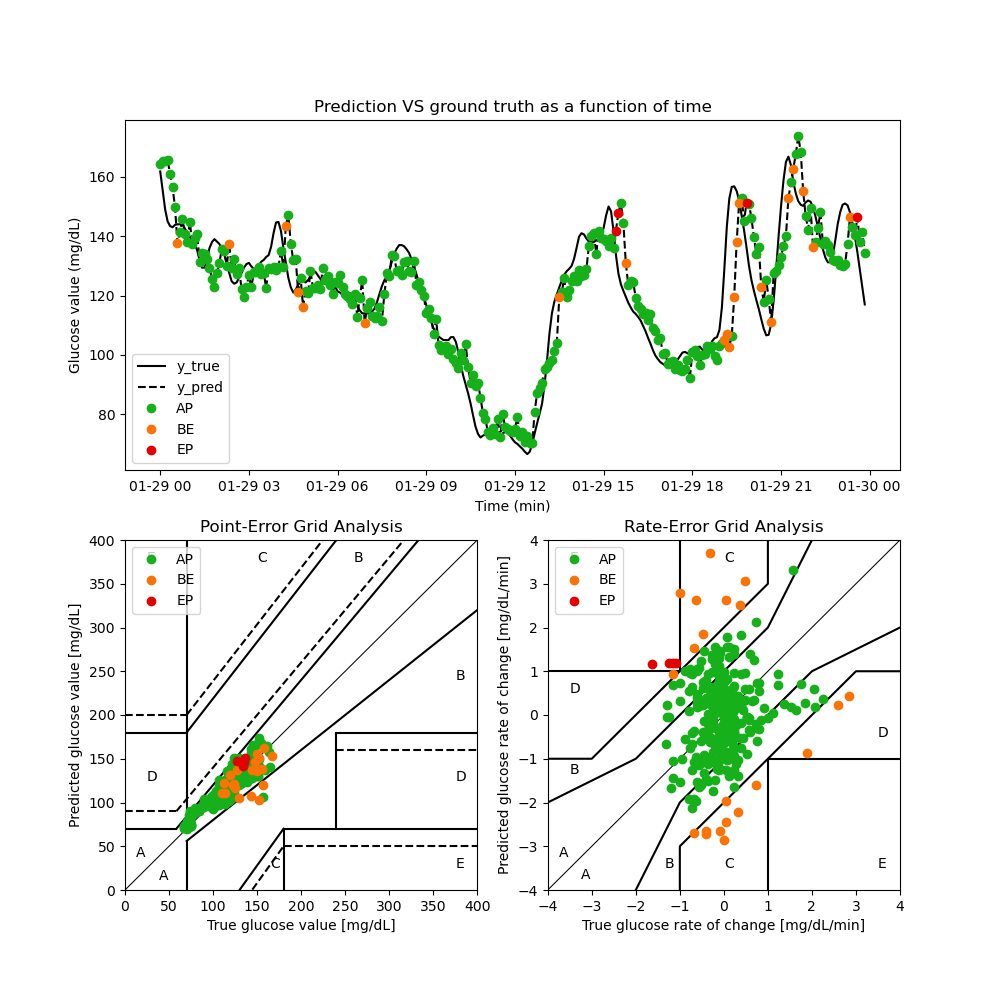 Prediction VS ground truth as a function of time
Glucose value (mg/dL)
160
140
120
100
80
y_true
y_pred
AP
BE
EP
01-29 00 01-29 03 01-29 06 01-29 09 01-29 12 01-29 15 01-29 18 01-29 21 01-30 00
Time (min)
Point-Error Grid Analysis
Predicted glucose value [mg/dL]
400
350
300
250
200
150
100
50
0
AP
BE
EP
C B
B
D D
A
A C E
0 50 100 150 200 250 300 350 400
True glucose value [mg/dL]
Rate-Error Grid Analysis
Predicted glucose rate of change [mg/dL/min]
4
3
2
1
0
−1
−2
−3
−4
AP
BE
EP
C
D
D
B
A
A B C E
−4 −3 −2 −1 0 1 2 3 4
True glucose rate of change [mg/dL/min]